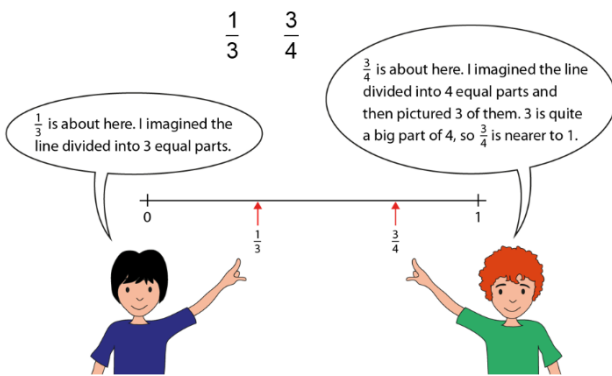 1/3 3/4
1/3 is about here. I imagined the
line divided into 3 equal parts.
3/4 is about here. I imagined the line
divided into 4 equal parts and
then pictured 3 of them. 3 is quite
a big part of 4, so 3/4 is nearer to 1.
0 1
1/3 3/4